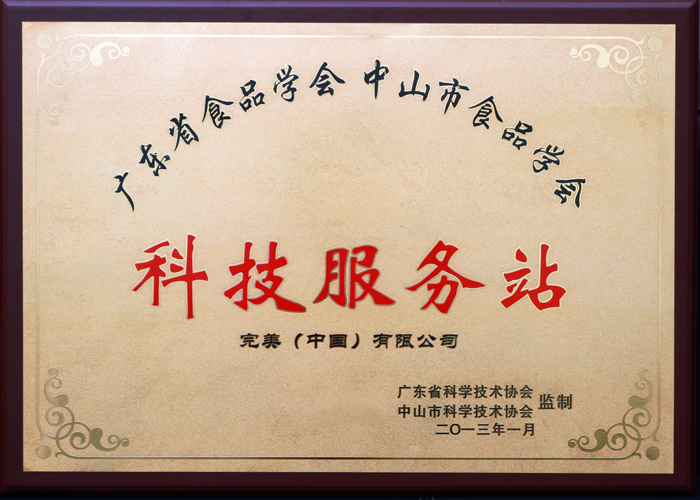 广东省食品学会 中山市食品学会
科技服务站
完美（中国）有限公司
广东省科学技术协会
中山市科学技术协会 监制
二〇一三年一月